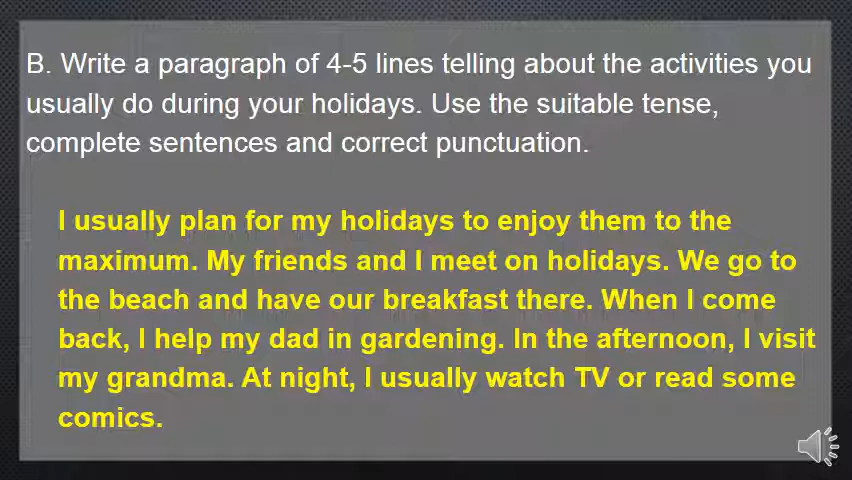 B. Write a paragraph of 4-5 lines telling about the activities you
usually do during your holidays. Use the suitable tense,
complete sentences and correct punctuation.
I usually plan for my holidays to enjoy them to the
maximum. My friends and I meet on holidays. We go to
the beach and have our breakfast there. When I come
back, I help my dad in gardening. In the afternoon, I visit
my grandma. At night, I usually watch TV or read some
comics.